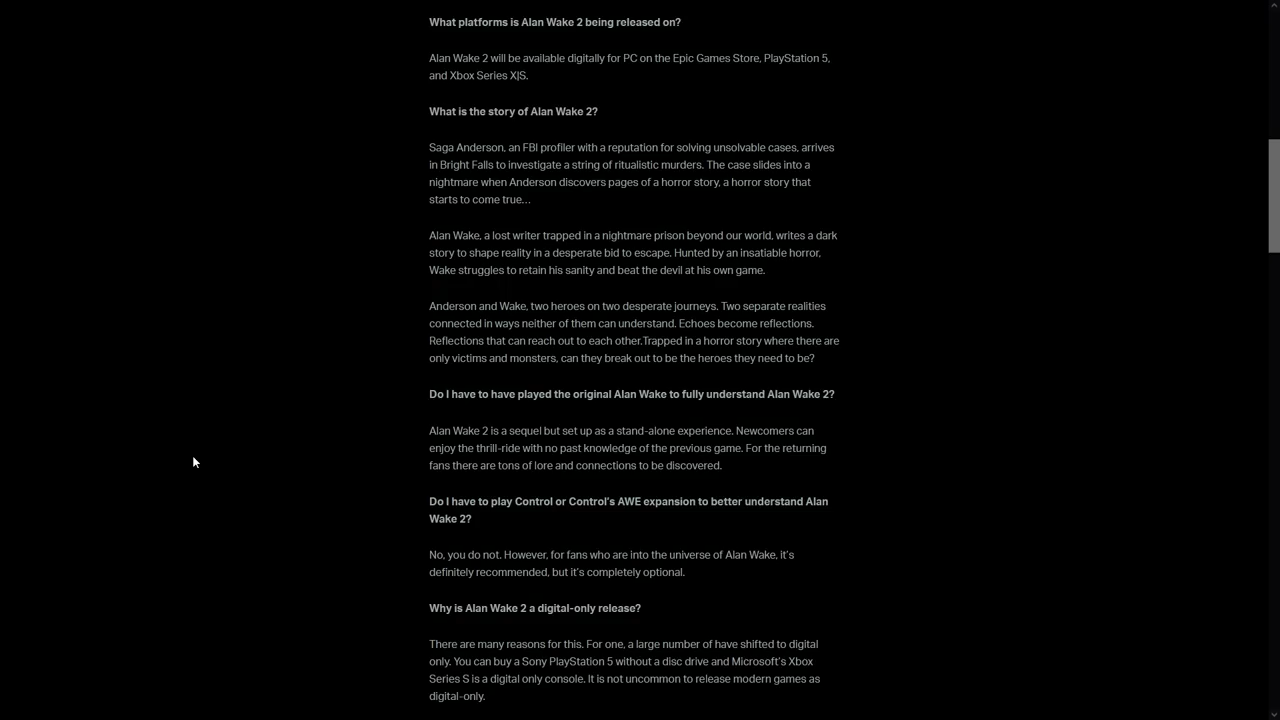 What platforms is Alan Wake 2 being released on?
Alan Wake 2 will be available digitally for PC on the Epic Games Store, PlayStation 5,
and Xbox Series X|S.
What is the story of Alan Wake 2?
Saga Anderson, an FBI profiler with a reputation for solving unsolvable cases, arrives
in Bright Falls to investigate a string of ritualistic murders. The case slides into a
nightmare when Anderson discovers pages of a horror story, a horror story that
starts to come true…
Alan Wake, a lost writer trapped in a nightmare prison beyond our world, writes a dark
story to shape reality in a desperate bid to escape. Hunted by an insatiable horror,
Wake struggles to retain his sanity and beat the devil at his own game.
Anderson and Wake, two heroes on two desperate journeys. Two separate realities
connected in ways neither of them can understand. Echoes become reflections.
Reflections that can reach out to each other.Trapped in a horror story where there are
only victims and monsters, can they break out to be the heroes they need to be?
Do I have to have played the original Alan Wake to fully understand Alan Wake 2?
Alan Wake 2 is a sequel but set up as a stand-alone experience. Newcomers can
enjoy the thrill-ride with no past knowledge of the previous game. For the returning
fans there are tons of lore and connections to be discovered.
Do I have to play Control or Control's AWE expansion to better understand Alan
Wake 2?
No, you do not. However, for fans who are into the universe of Alan Wake, it's
definitely recommended, but it's completely optional.
Why is Alan Wake 2 a digital-only release?
There are many reasons for this. For one, a large number of have shifted to digital
only. You can buy a Sony PlayStation 5 without a disc drive and Microsoft's Xbox
Series S is a digital only console. It is not uncommon to release modern games as
digital-only.